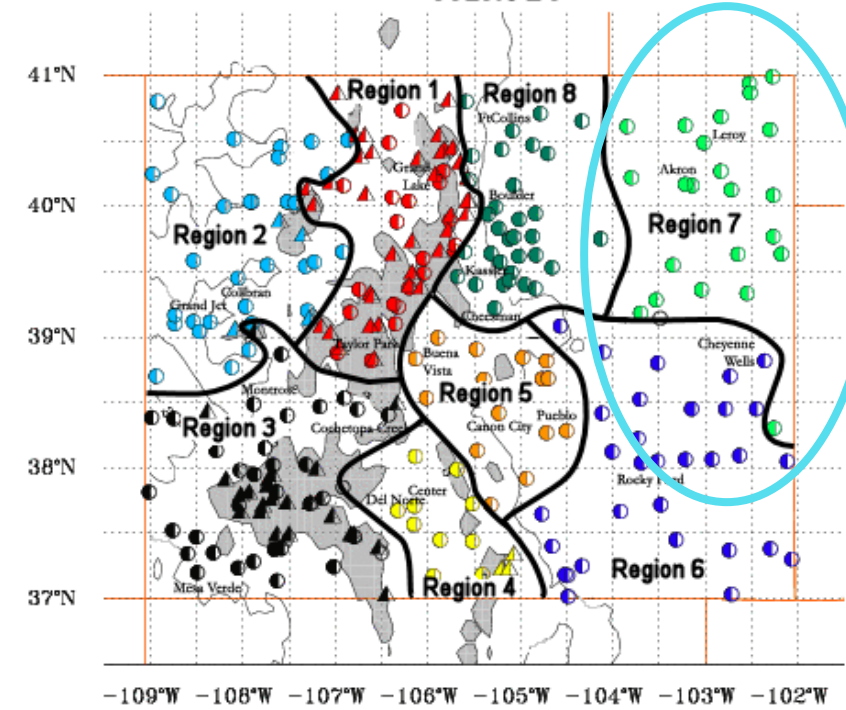 41°N
40°N
39°N
38°N
37°N
Region 1
Region 8
FtCollins
Leroy
Grand
Lake
Akron
Boulder
Region 2
Region 7
Kassler
Collbran
Grand Jct
Cheesman
Taylor Park
Buena
Vista
Cheyenne
Wells
Montrose
Region 5
Cochetopa Creek
Canon City
Pueblo
Region 3
Rocky Ford
Del Norte
Center
Mesa Verde
Region 4
Region 6
-109°W -108°W -107°W -106°W -105°W -104°W -103°W -102°W